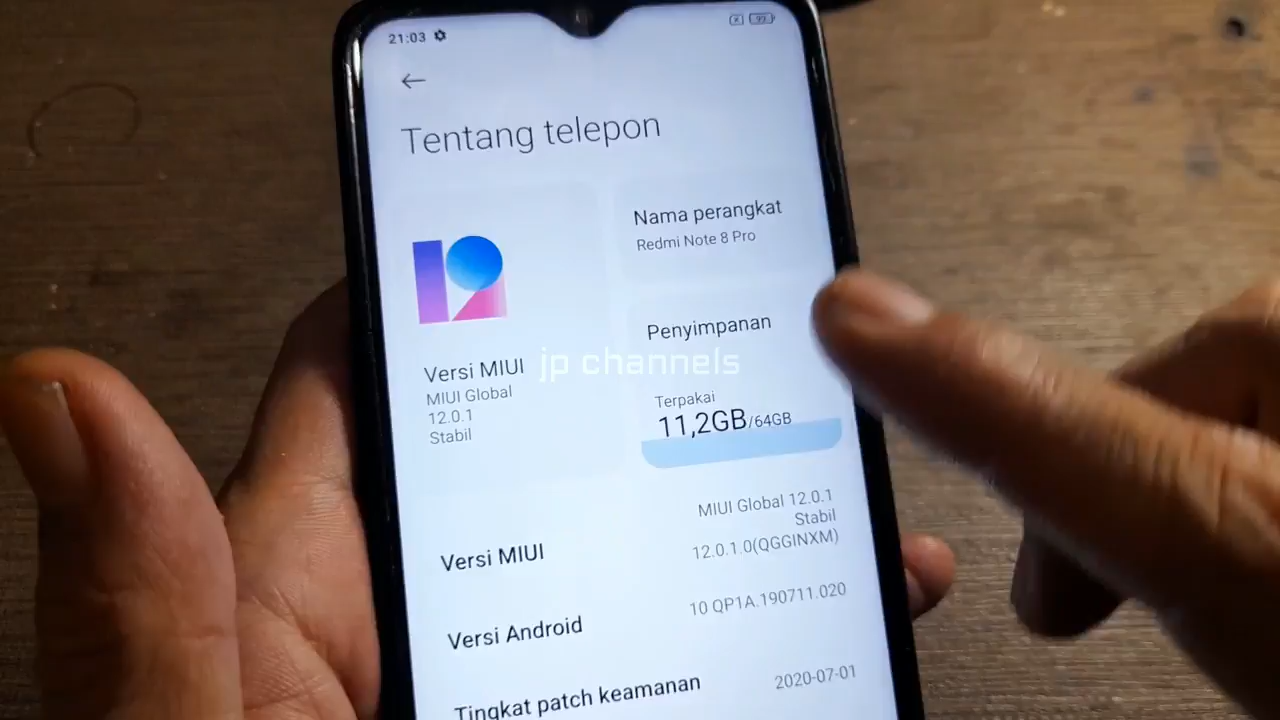 21:03
99
Tentang telepon
Nama perangkat
Redmi Note 8 Pro
Penyimpanan
Versi MIUI
MIUI Global
12.0.1
Stabil
jp channels
Terpakai
11,2GB/64GB
Versi MIUI
MIUI Global 12.0.1
Stabil
12.0.1.0(QGGINXM)
Versi Android
10 QP1A.190711.020
Tingkat patch keamanan
2020-07-01